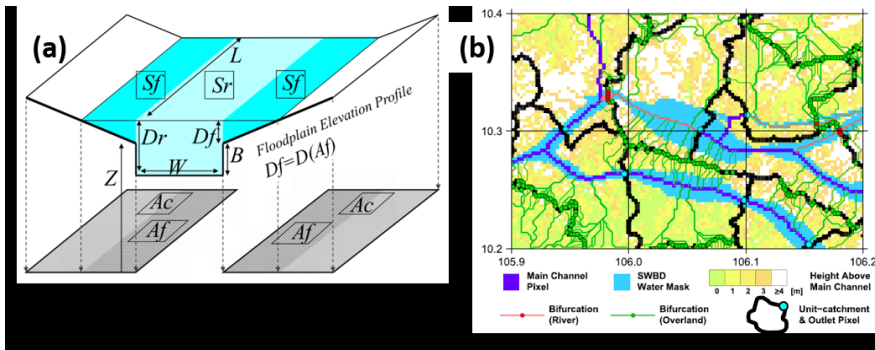 (a)
L
Sf
Sr
Sf
Floodplain Elevation Profile
Df=D(Af)
Dr
Df
W
B
Z
Ac
Af
Ac
Af
(b)
10.4
10.3
10.2
105.9
106.0
106.1
106.2
Main Channel
Pixel
SWBD
Water Mask
0 1 2 3 ≥4 [m]
Height Above
Main Channel
Bifurcation
(River)
Bifurcation
(Overland)
Unit-catchment
& Outlet Pixel